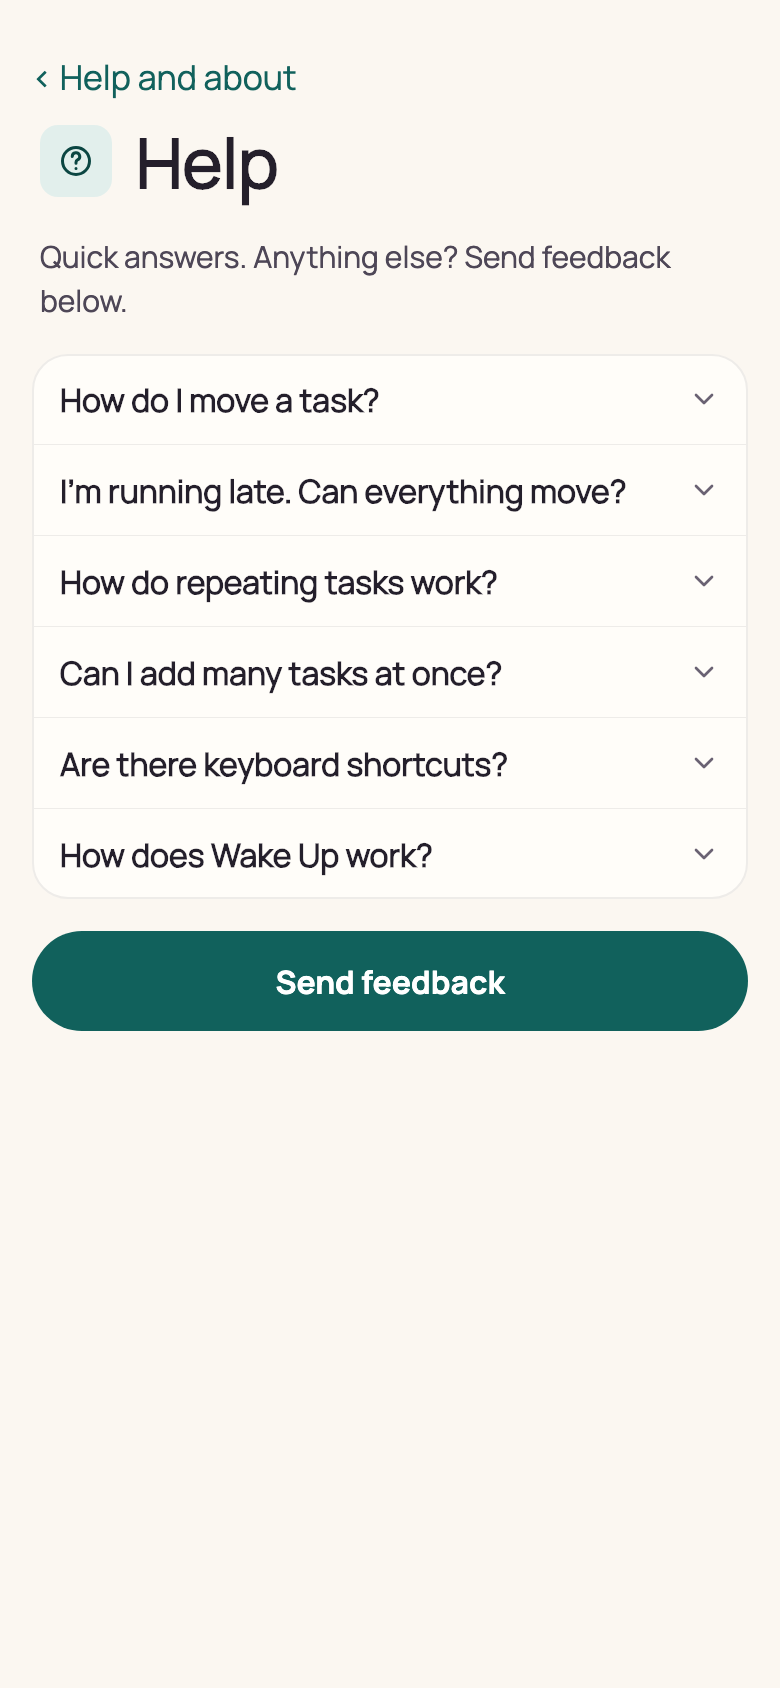 Help and about
Help
Quick answers. Anything else? Send feedback
below.
How do I move a task?
I’m running late. Can everything move?
How do repeating tasks work?
Can I add many tasks at once?
Are there keyboard shortcuts?
How does Wake Up work?
Send feedback